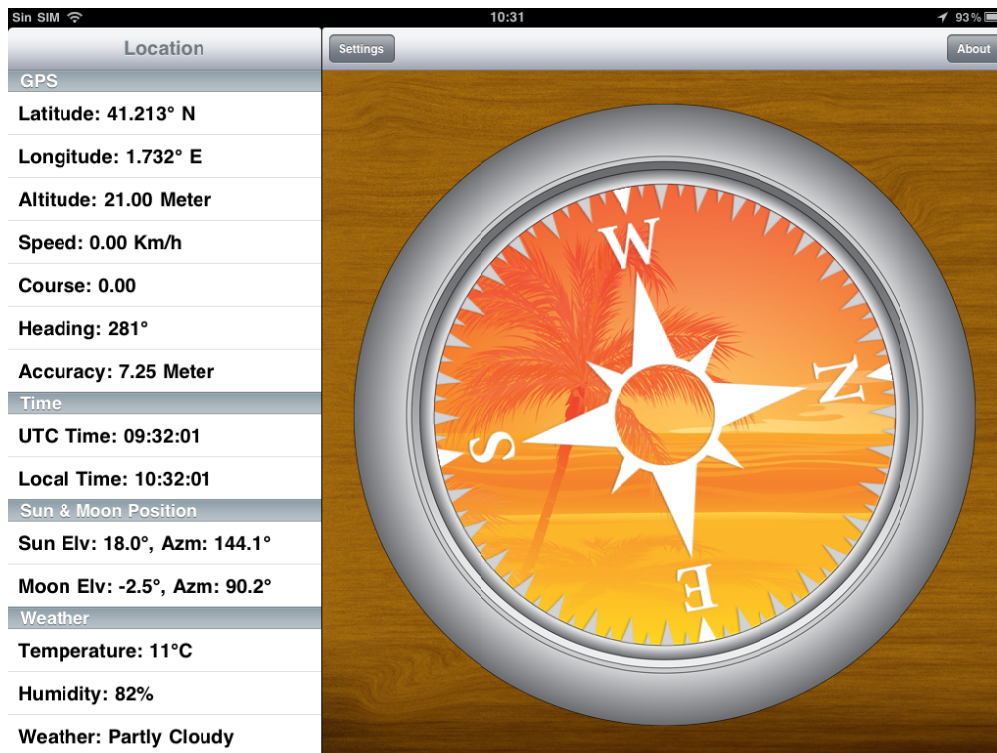 Sin SIM 10:31 93%
Location
Settings About
GPS
Latitude: 41.213° N
Longitude: 1.732° E
Altitude: 21.00 Meter
Speed: 0.00 Km/h
Course: 0.00
Heading: 281°
Accuracy: 7.25 Meter
Time
UTC Time: 09:32:01
Local Time: 10:32:01
Sun & Moon Position
Sun Elv: 18.0°, Azm: 144.1°
Moon Elv: -2.5°, Azm: 90.2°
Weather
Temperature: 11°C
Humidity: 82%
Weather: Partly Cloudy
W
N
S
E